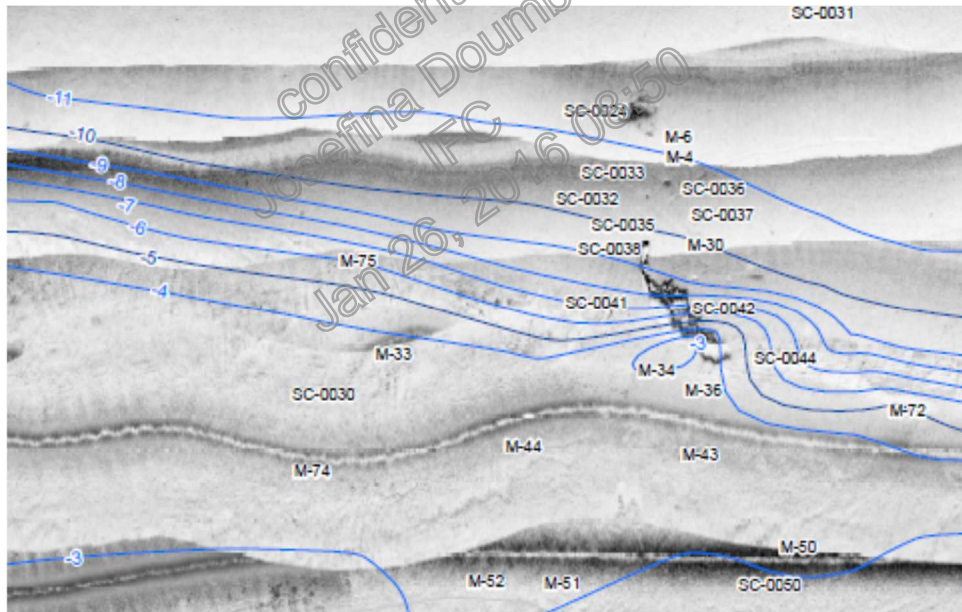 SC-0031
confident
Josefina Doumb
IFC
Jan 26, 2016 08:50
-11
SC-0024
-10
M-6
M-4
-9
SC-0033
-8
SC-0036
-7
SC-0032
-6
SC-0035
SC-0037
-5
M-75
SC-0038
M-30
-4
SC-0041
SC-0042
-3
M-33
M-34
SC-0044
SC-0030
M-36
M-72
M-44
M-43
M-74
-3
M-50
M-52
M-51
SC-0050